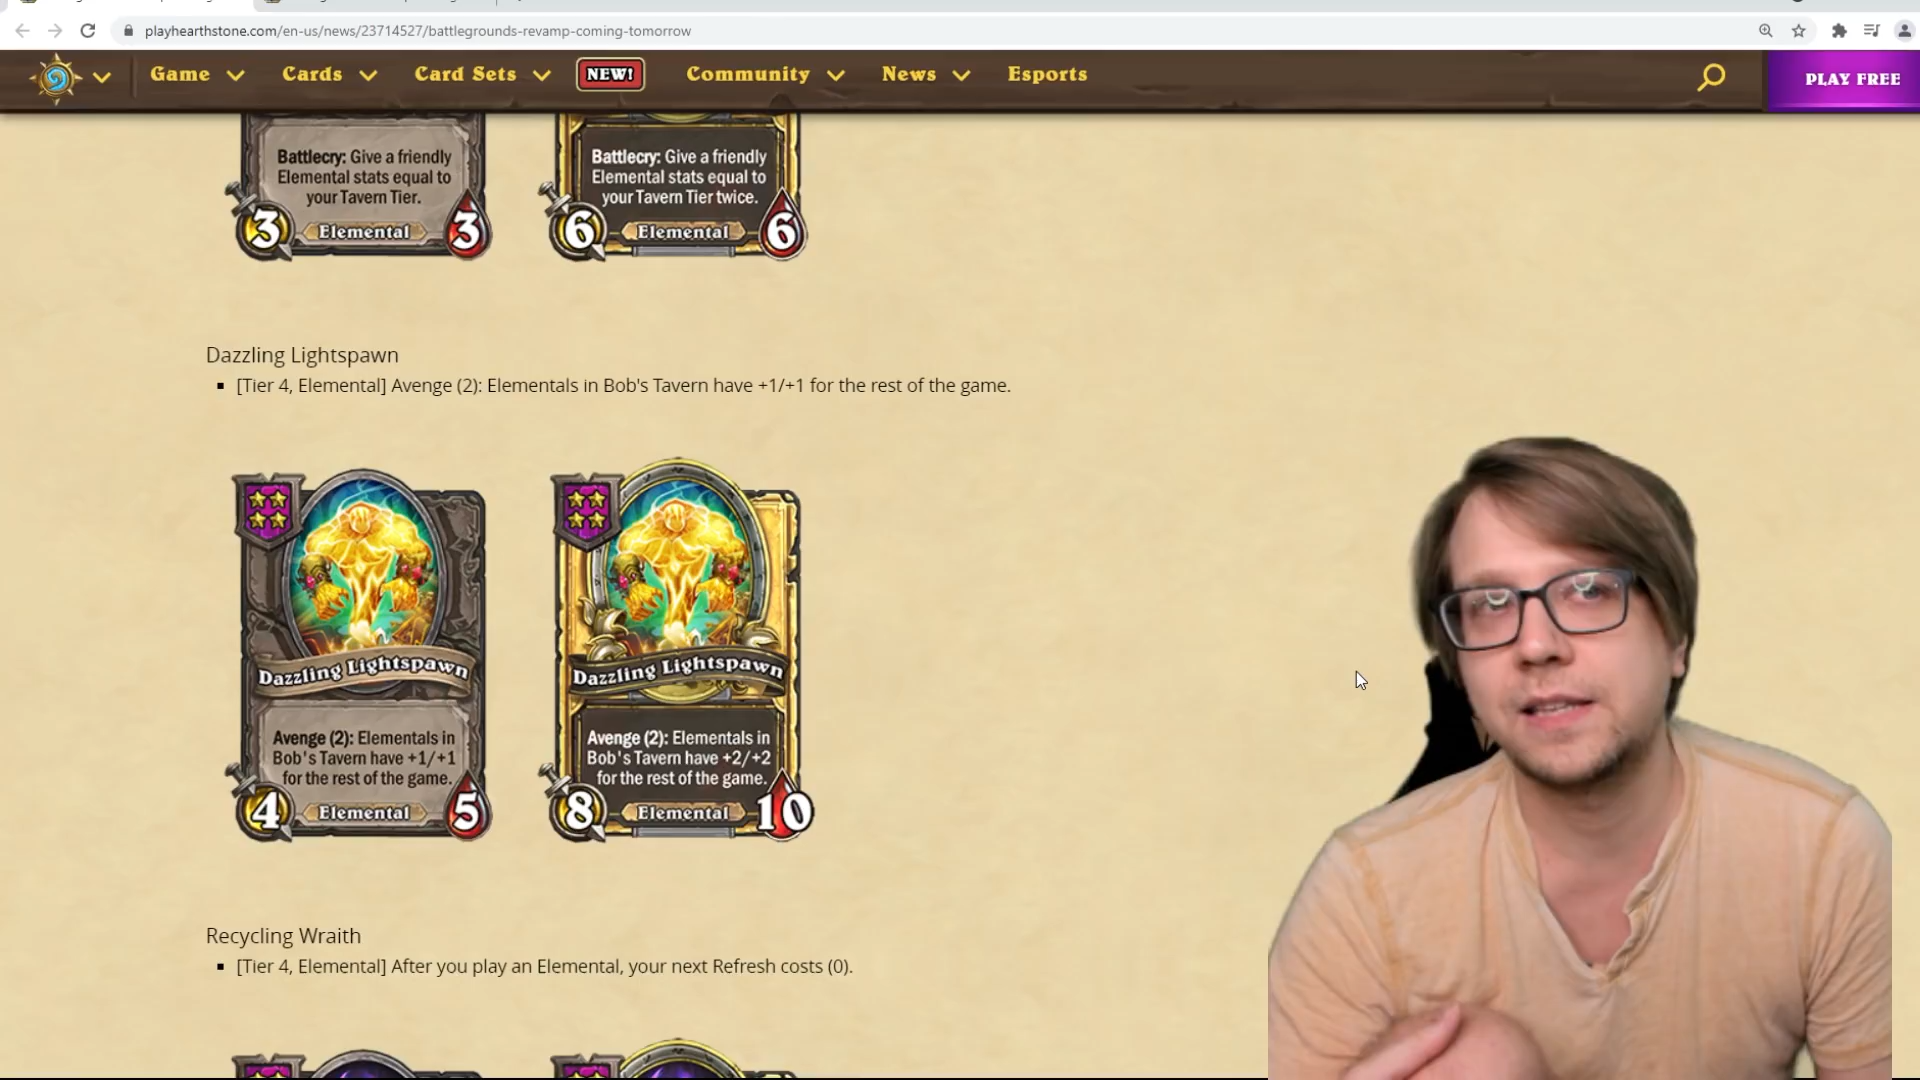 playhearthstone.com/en-us/news/23714527/battlegrounds-revamp-coming-tomorrow
Game Cards Card Sets NEW! Community News Esports PLAY FREE
Battlecry: Give a friendly
Elemental stats equal to
your Tavern Tier.
3 Elemental 3
Battlecry: Give a friendly
Elemental stats equal to
your Tavern Tier twice.
6 Elemental 6
Dazzling Lightspawn
▪ [Tier 4, Elemental] Avenge (2): Elementals in Bob's Tavern have +1/+1 for the rest of the game.
Dazzling Lightspawn
Avenge (2): Elementals in
Bob's Tavern have +1/+1
for the rest of the game.
4 Elemental 5
Dazzling Lightspawn
Avenge (2): Elementals in
Bob's Tavern have +2/+2
for the rest of the game.
8 Elemental 10
Recycling Wraith
▪ [Tier 4, Elemental] After you play an Elemental, your next Refresh costs (0).